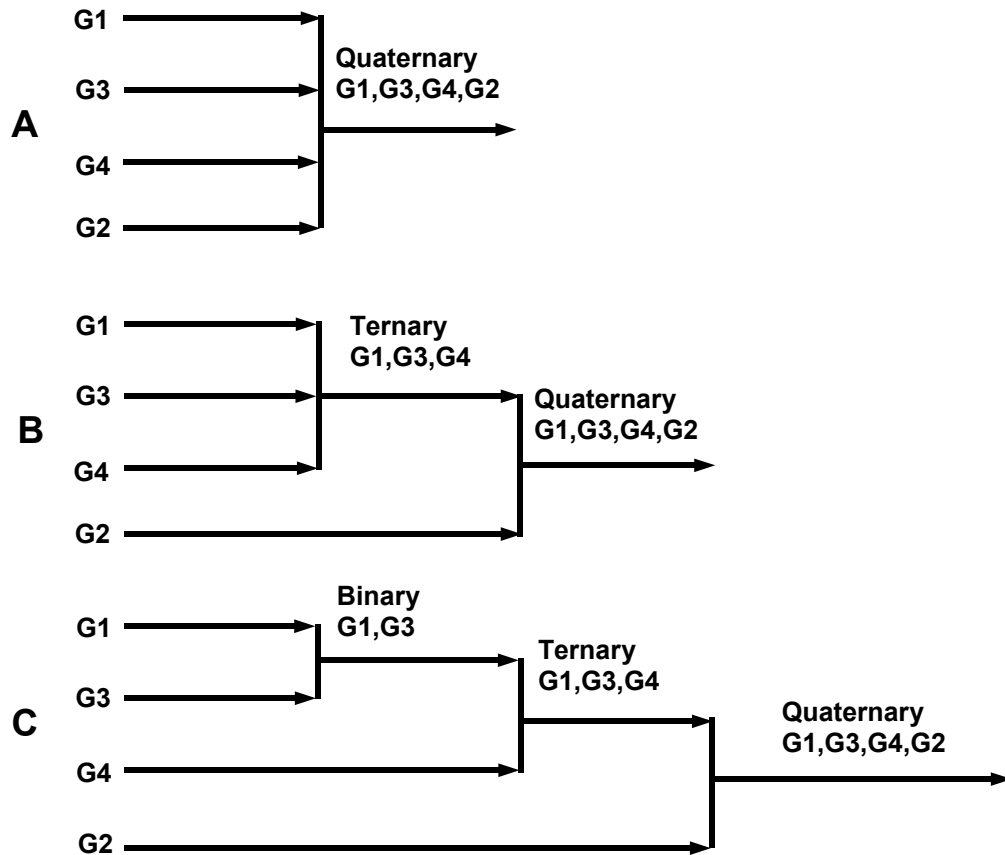 G1
Quaternary
G1,G3,G4,G2
G3
A
G4
G2
G1
Ternary
G1,G3,G4
G3
Quaternary
G1,G3,G4,G2
B
G4
G2
Binary
G1,G3
G1
Ternary
G1,G3,G4
G3
C
Quaternary
G1,G3,G4,G2
G4
G2